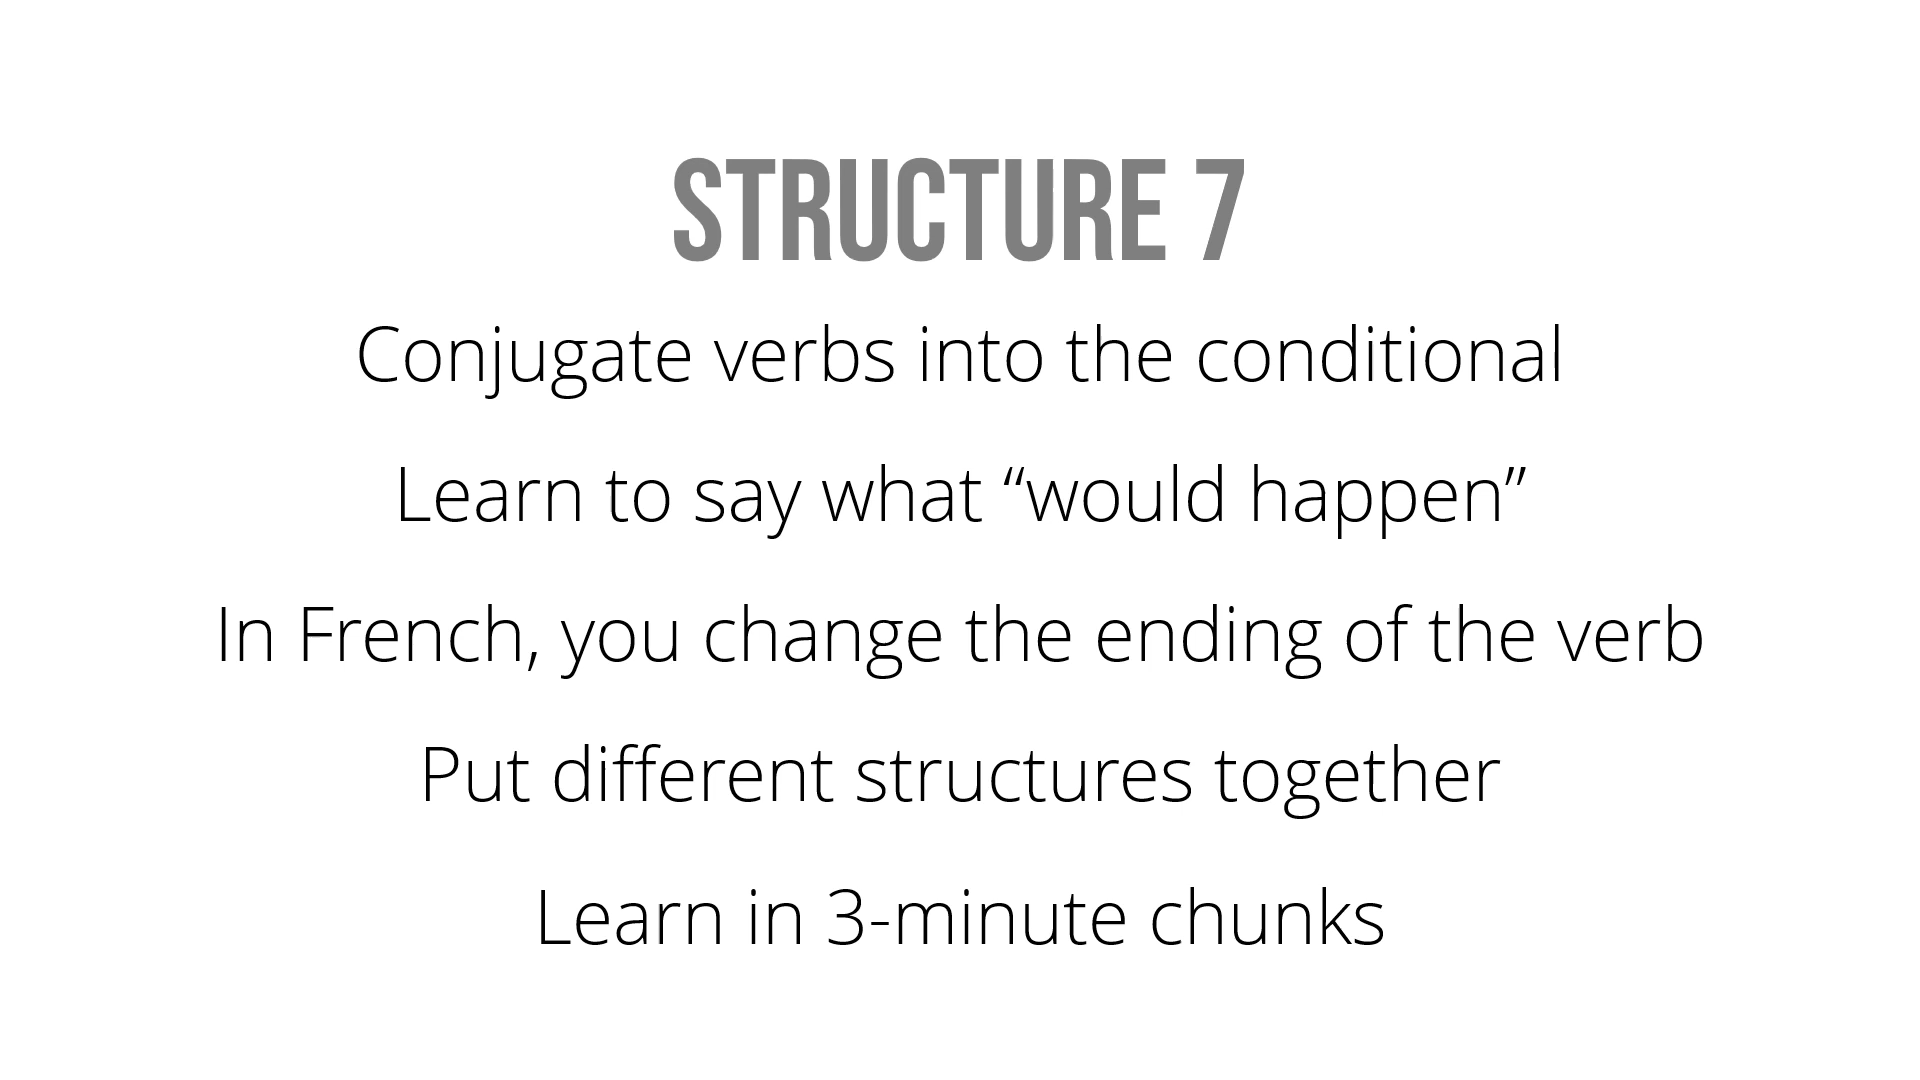 STRUCTURE 7
Conjugate verbs into the conditional
Learn to say what “would happen”
In French, you change the ending of the verb
Put different structures together
Learn in 3-minute chunks